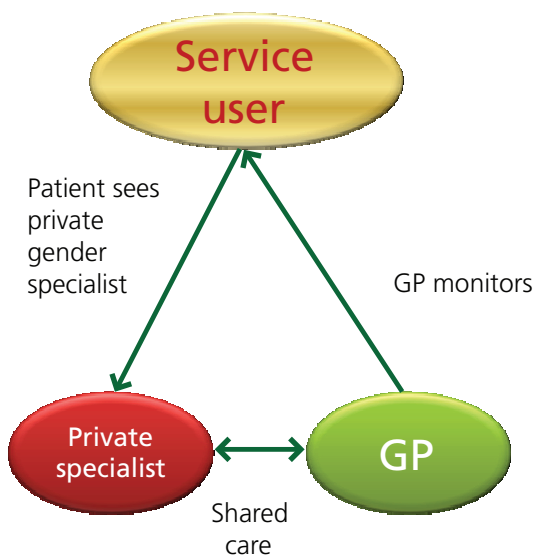 Service
user
Patient sees
private
gender
specialist
GP monitors
Private
specialist
GP
Shared
care